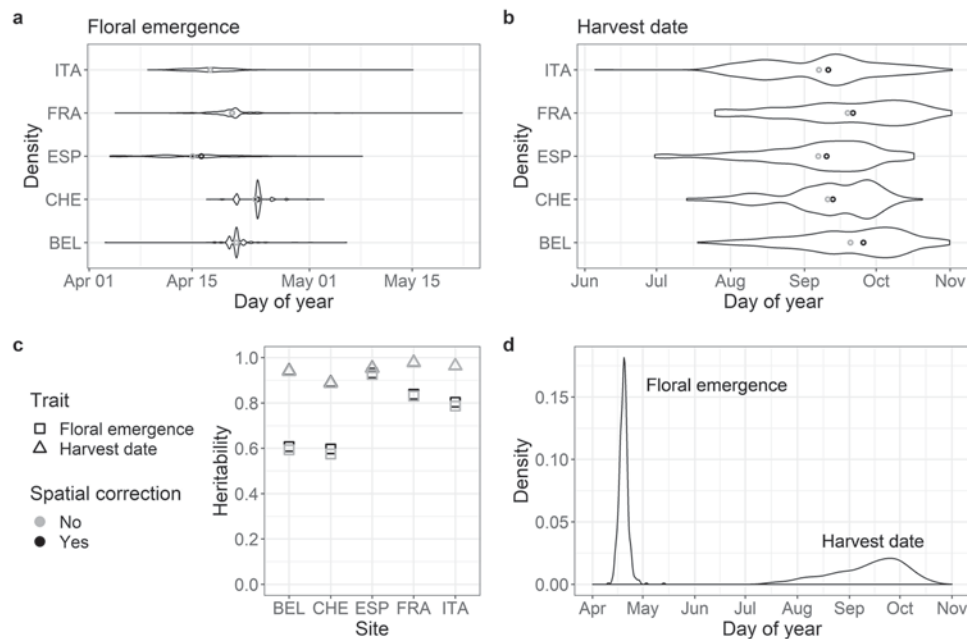 a Floral emergence
Density
ITA
FRA
ESP
CHE
BEL
Apr 01 Apr 15 May 01 May 15
Day of year
b Harvest date
Density
ITA
FRA
ESP
CHE
BEL
Jun Jul Aug Sep Oct Nov
Day of year
c
Trait
Floral emergence
Harvest date
Spatial correction
No
Yes
Heritability
1.0
0.8
0.6
0.4
0.2
0.0
BEL CHE ESP FRA ITA
Site
d
Density
0.15
0.10
0.05
0.00
Floral emergence
Harvest date
Apr May Jun Jul Aug Sep Oct Nov
Day of year